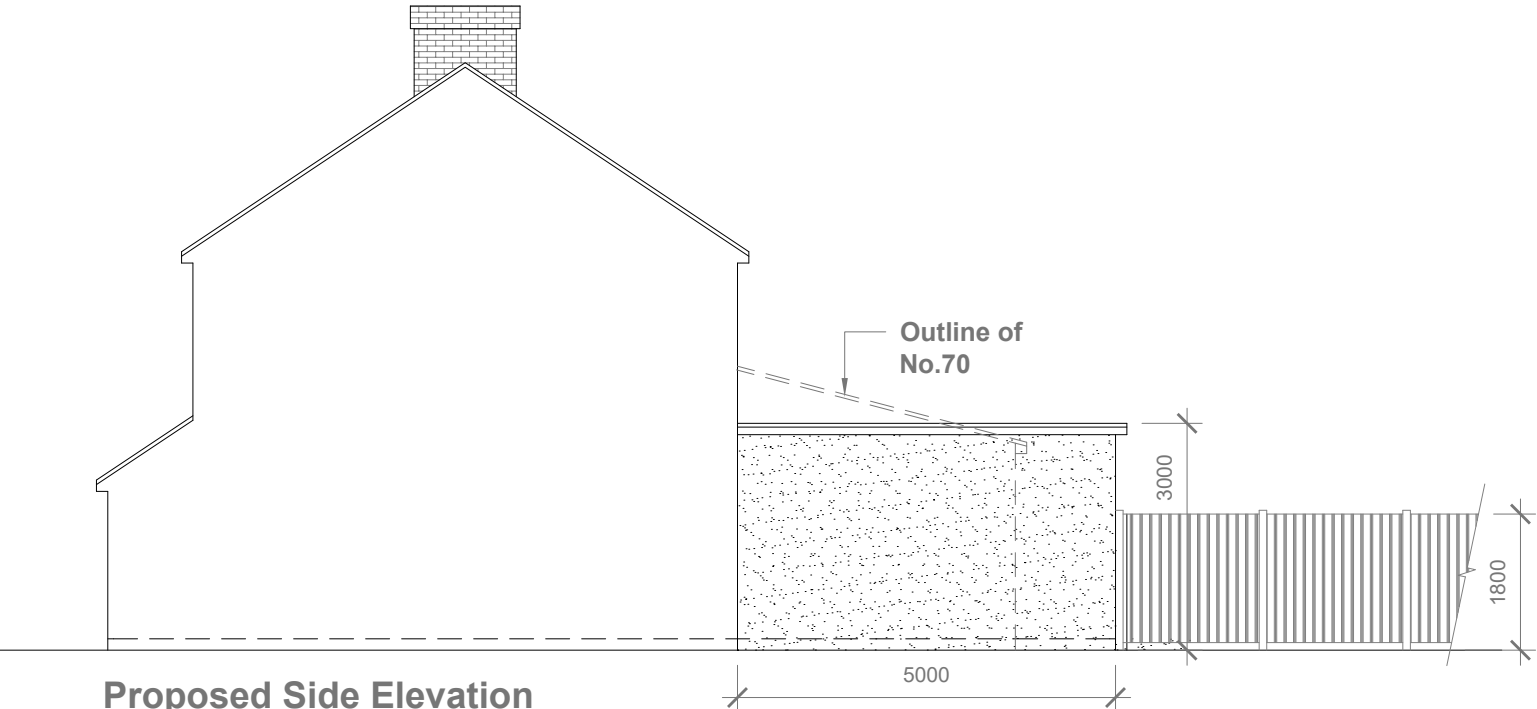 Outline of
No.70
3000
1800
5000
Proposed Side Elevation